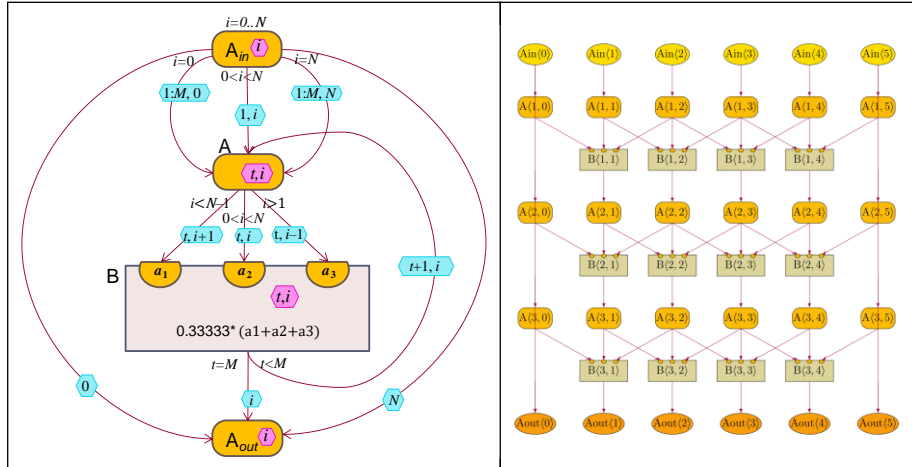 i=0..N
A_in i
i=0
0<i<N
i=N
1:M, 0
1:M, N
1, i
A
t,i
i<N–1
0<i<N
i>1
t, i+1
t, i
t, i–1
t+1, i
B
a₁
a₂
a₃
t,i
0.33333* (a1+a2+a3)
t=M
t<M
0
i
N
A_out i
Ain⟨0⟩ Ain⟨1⟩ Ain⟨2⟩ Ain⟨3⟩ Ain⟨4⟩ Ain⟨5⟩
A⟨1, 0⟩ A⟨1, 1⟩ A⟨1, 2⟩ A⟨1, 3⟩ A⟨1, 4⟩ A⟨1, 5⟩
B⟨1, 1⟩ B⟨1, 2⟩ B⟨1, 3⟩ B⟨1, 4⟩
A⟨2, 0⟩ A⟨2, 1⟩ A⟨2, 2⟩ A⟨2, 3⟩ A⟨2, 4⟩ A⟨2, 5⟩
B⟨2, 1⟩ B⟨2, 2⟩ B⟨2, 3⟩ B⟨2, 4⟩
A⟨3, 0⟩ A⟨3, 1⟩ A⟨3, 2⟩ A⟨3, 3⟩ A⟨3, 4⟩ A⟨3, 5⟩
B⟨3, 1⟩ B⟨3, 2⟩ B⟨3, 3⟩ B⟨3, 4⟩
Aout⟨0⟩ Aout⟨1⟩ Aout⟨2⟩ Aout⟨3⟩ Aout⟨4⟩ Aout⟨5⟩